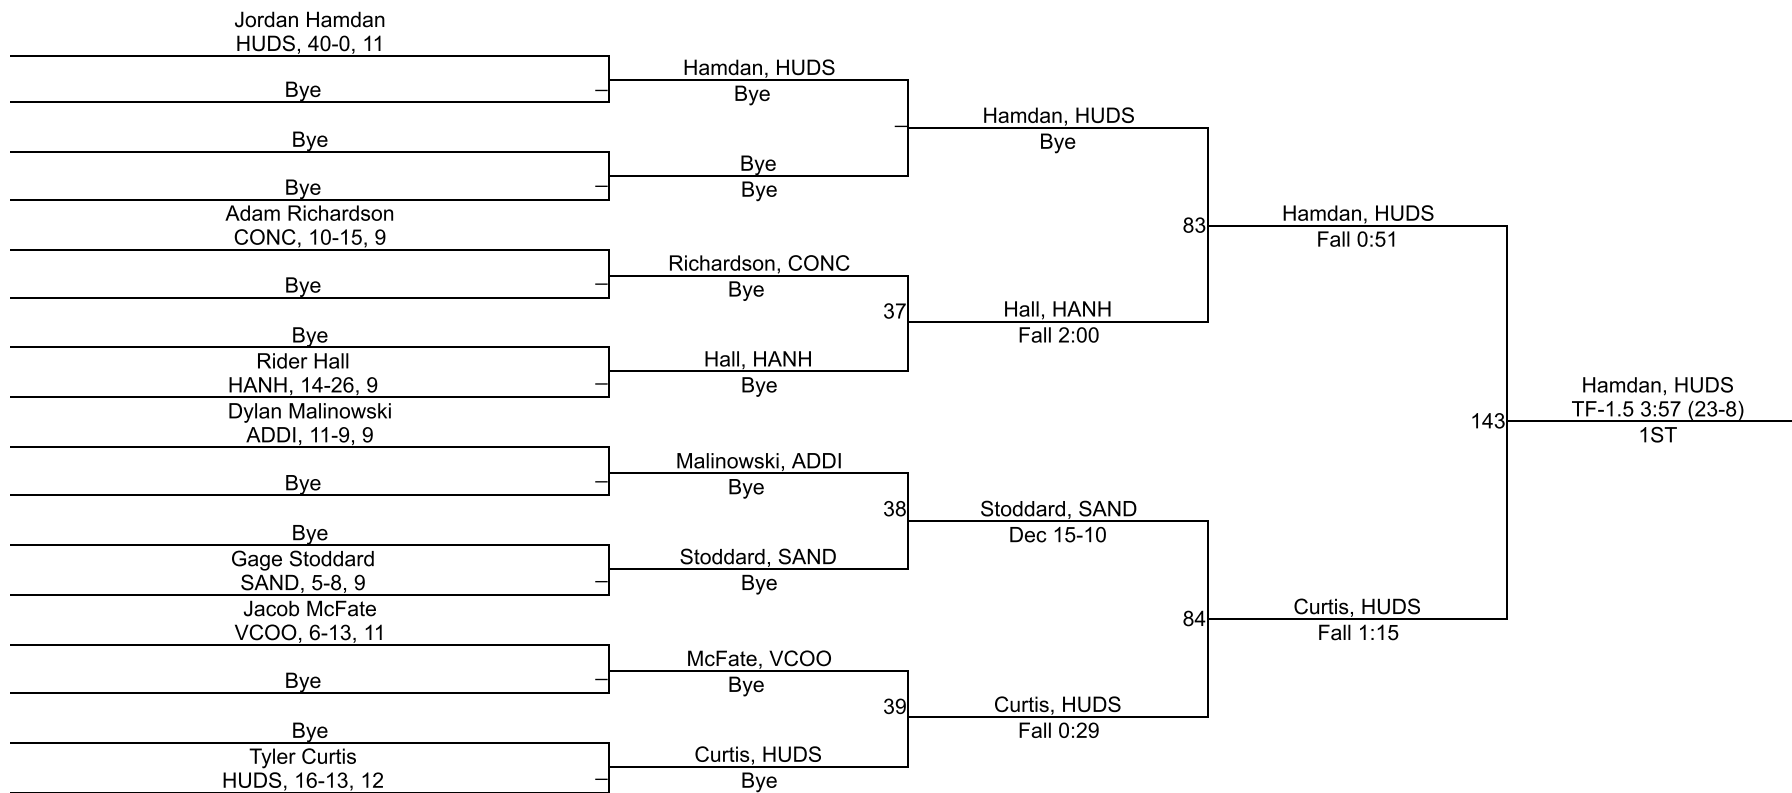 Jordan Hamdan
HUDS, 40-0, 11
Bye
Bye
Bye
Adam Richardson
CONC, 10-15, 9
Bye
Bye
Rider Hall
HANH, 14-26, 9
Dylan Malinowski
ADDI, 11-9, 9
Bye
Bye
Gage Stoddard
SAND, 5-8, 9
Jacob McFate
VCOO, 6-13, 11
Bye
Bye
Tyler Curtis
HUDS, 16-13, 12
Hamdan, HUDS
Bye
Bye
Bye
Richardson, CONC
Bye
37
Hall, HANH
Bye
Malinowski, ADDI
Bye
38
Stoddard, SAND
Bye
McFate, VCOO
Bye
39
Curtis, HUDS
Bye
Hamdan, HUDS
Bye
83
Hall, HANH
Fall 2:00
Stoddard, SAND
Dec 15-10
84
Curtis, HUDS
Fall 0:29
Hamdan, HUDS
Fall 0:51
143
Curtis, HUDS
Fall 1:15
Hamdan, HUDS
TF-1.5 3:57 (23-8)
1ST